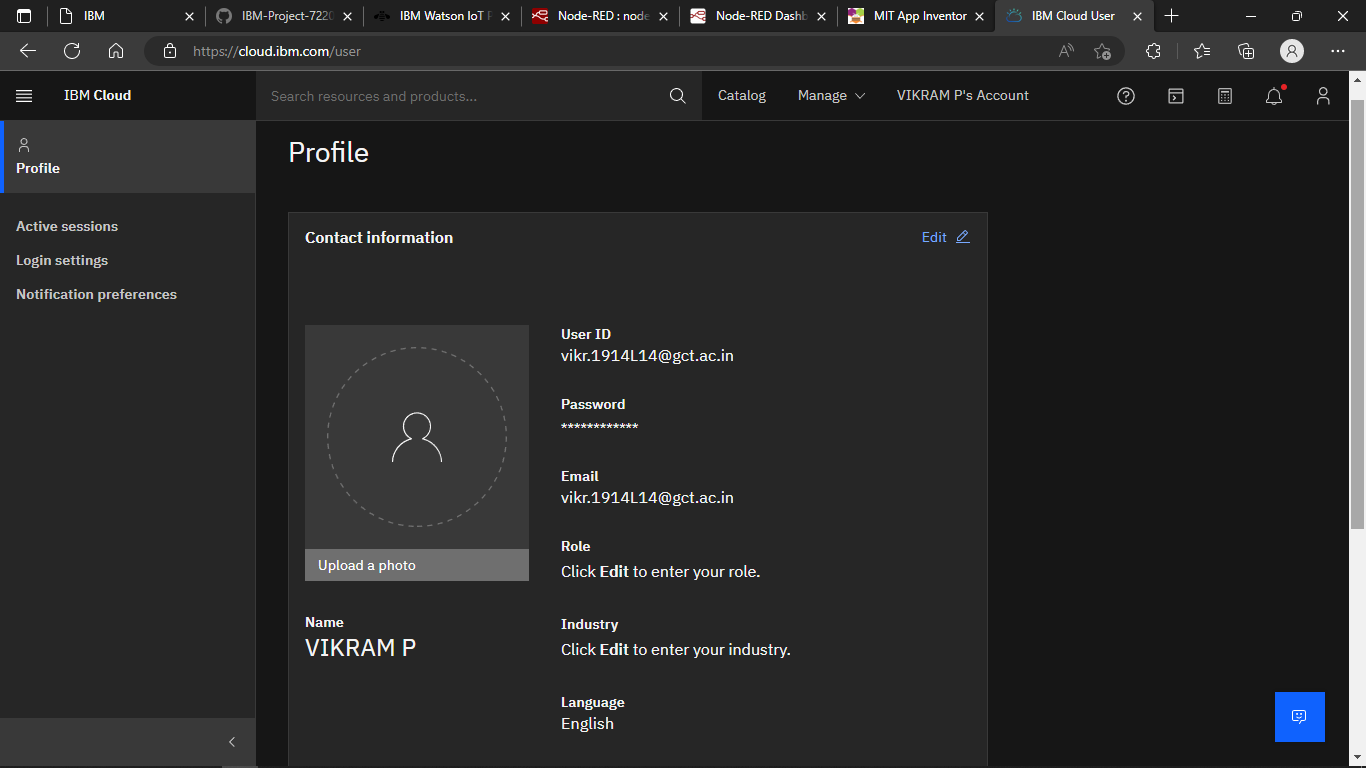 IBM
IBM-Project-7220
IBM Watson IoT P
Node-RED : node
Node-RED Dashb
MIT App Inventor
IBM Cloud User
https://cloud.ibm.com/user
IBM Cloud
Search resources and products...
Catalog
Manage
VIKRAM P's Account
Profile
Active sessions
Login settings
Notification preferences
Profile
Contact information
Edit
Upload a photo
Name
VIKRAM P
User ID
vikr.1914L14@gct.ac.in
Password
************
Email
vikr.1914L14@gct.ac.in
Role
Click Edit to enter your role.
Industry
Click Edit to enter your industry.
Language
English